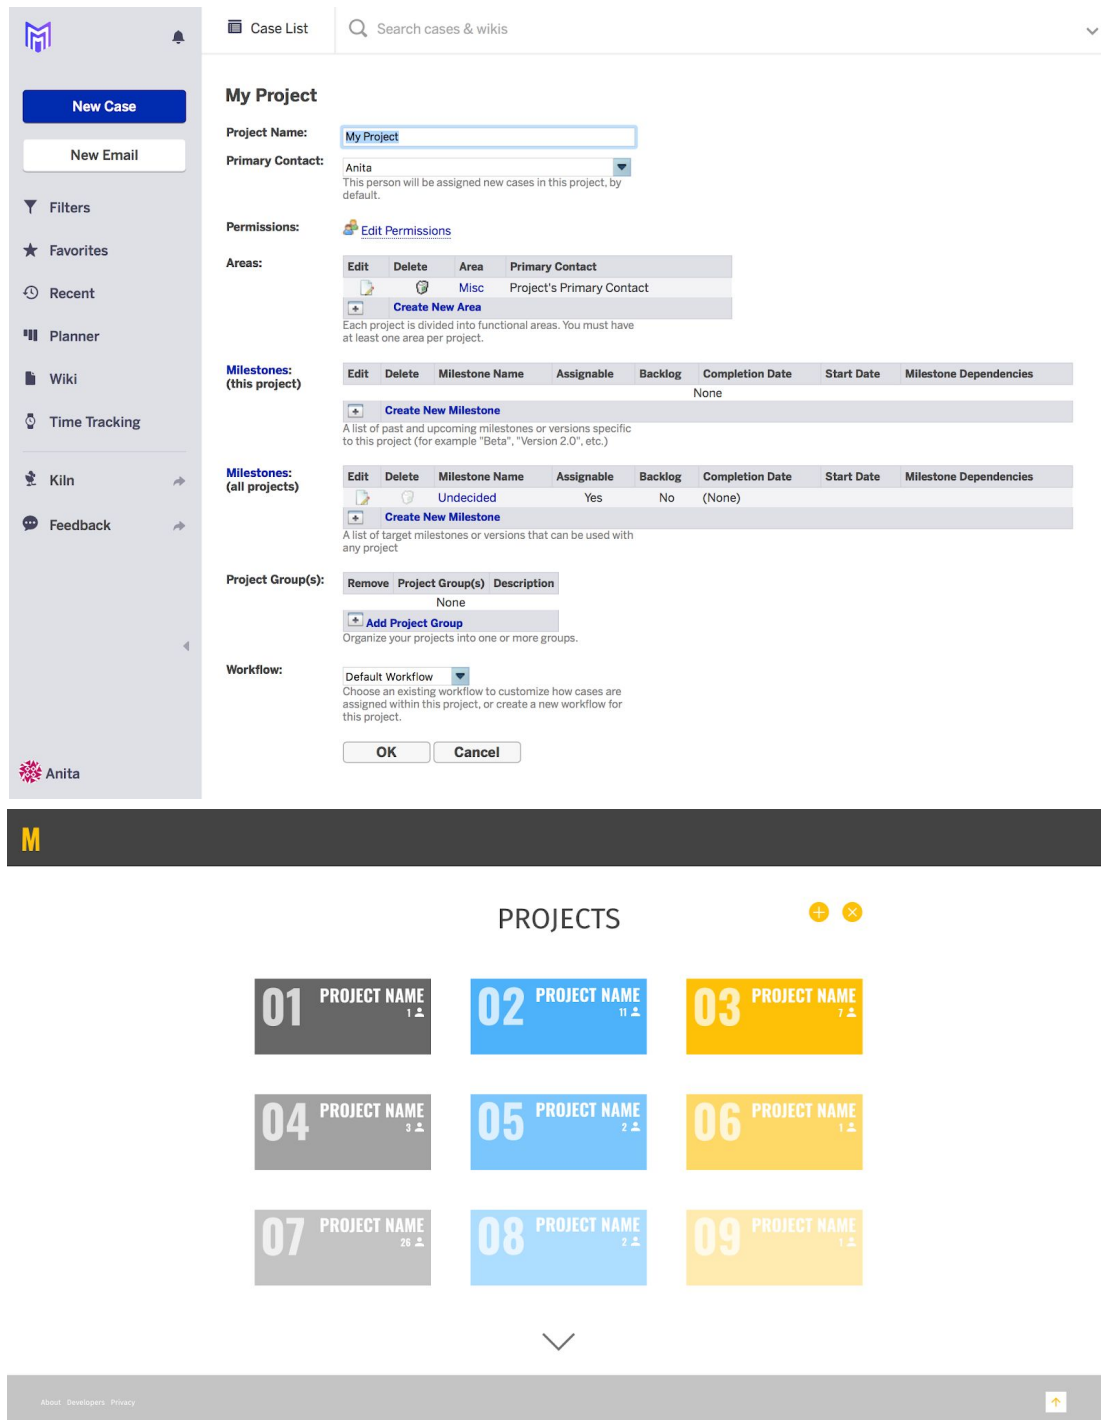 Case List
Search cases & wikis
New Case
New Email
Filters
Favorites
Recent
Planner
Wiki
Time Tracking
Kiln
Feedback
Anita
My Project
Project Name:
My Project
Primary Contact:
Anita
This person will be assigned new cases in this project, by
default.
Permissions:
Edit Permissions
Areas:
Edit Delete Area Primary Contact
Misc Project's Primary Contact
Create New Area
Each project is divided into functional areas. You must have
at least one area per project.
Milestones:
(this project)
Edit Delete Milestone Name Assignable Backlog Completion Date Start Date Milestone Dependencies
None
Create New Milestone
A list of past and upcoming milestones or versions specific
to this project (for example "Beta", "Version 2.0", etc.)
Milestones:
(all projects)
Edit Delete Milestone Name Assignable Backlog Completion Date Start Date Milestone Dependencies
Undecided Yes No (None)
Create New Milestone
A list of target milestones or versions that can be used with
any project
Project Group(s):
Remove Project Group(s) Description
None
Add Project Group
Organize your projects into one or more groups.
Workflow:
Default Workflow
Choose an existing workflow to customize how cases are
assigned within this project, or create a new workflow for
this project.
OK Cancel
M
PROJECTS
01 PROJECT NAME
1
02 PROJECT NAME
11
03 PROJECT NAME
7
04 PROJECT NAME
3
05 PROJECT NAME
2
06 PROJECT NAME
1
07 PROJECT NAME
26
08 PROJECT NAME
2
09 PROJECT NAME
1
About Developers Privacy